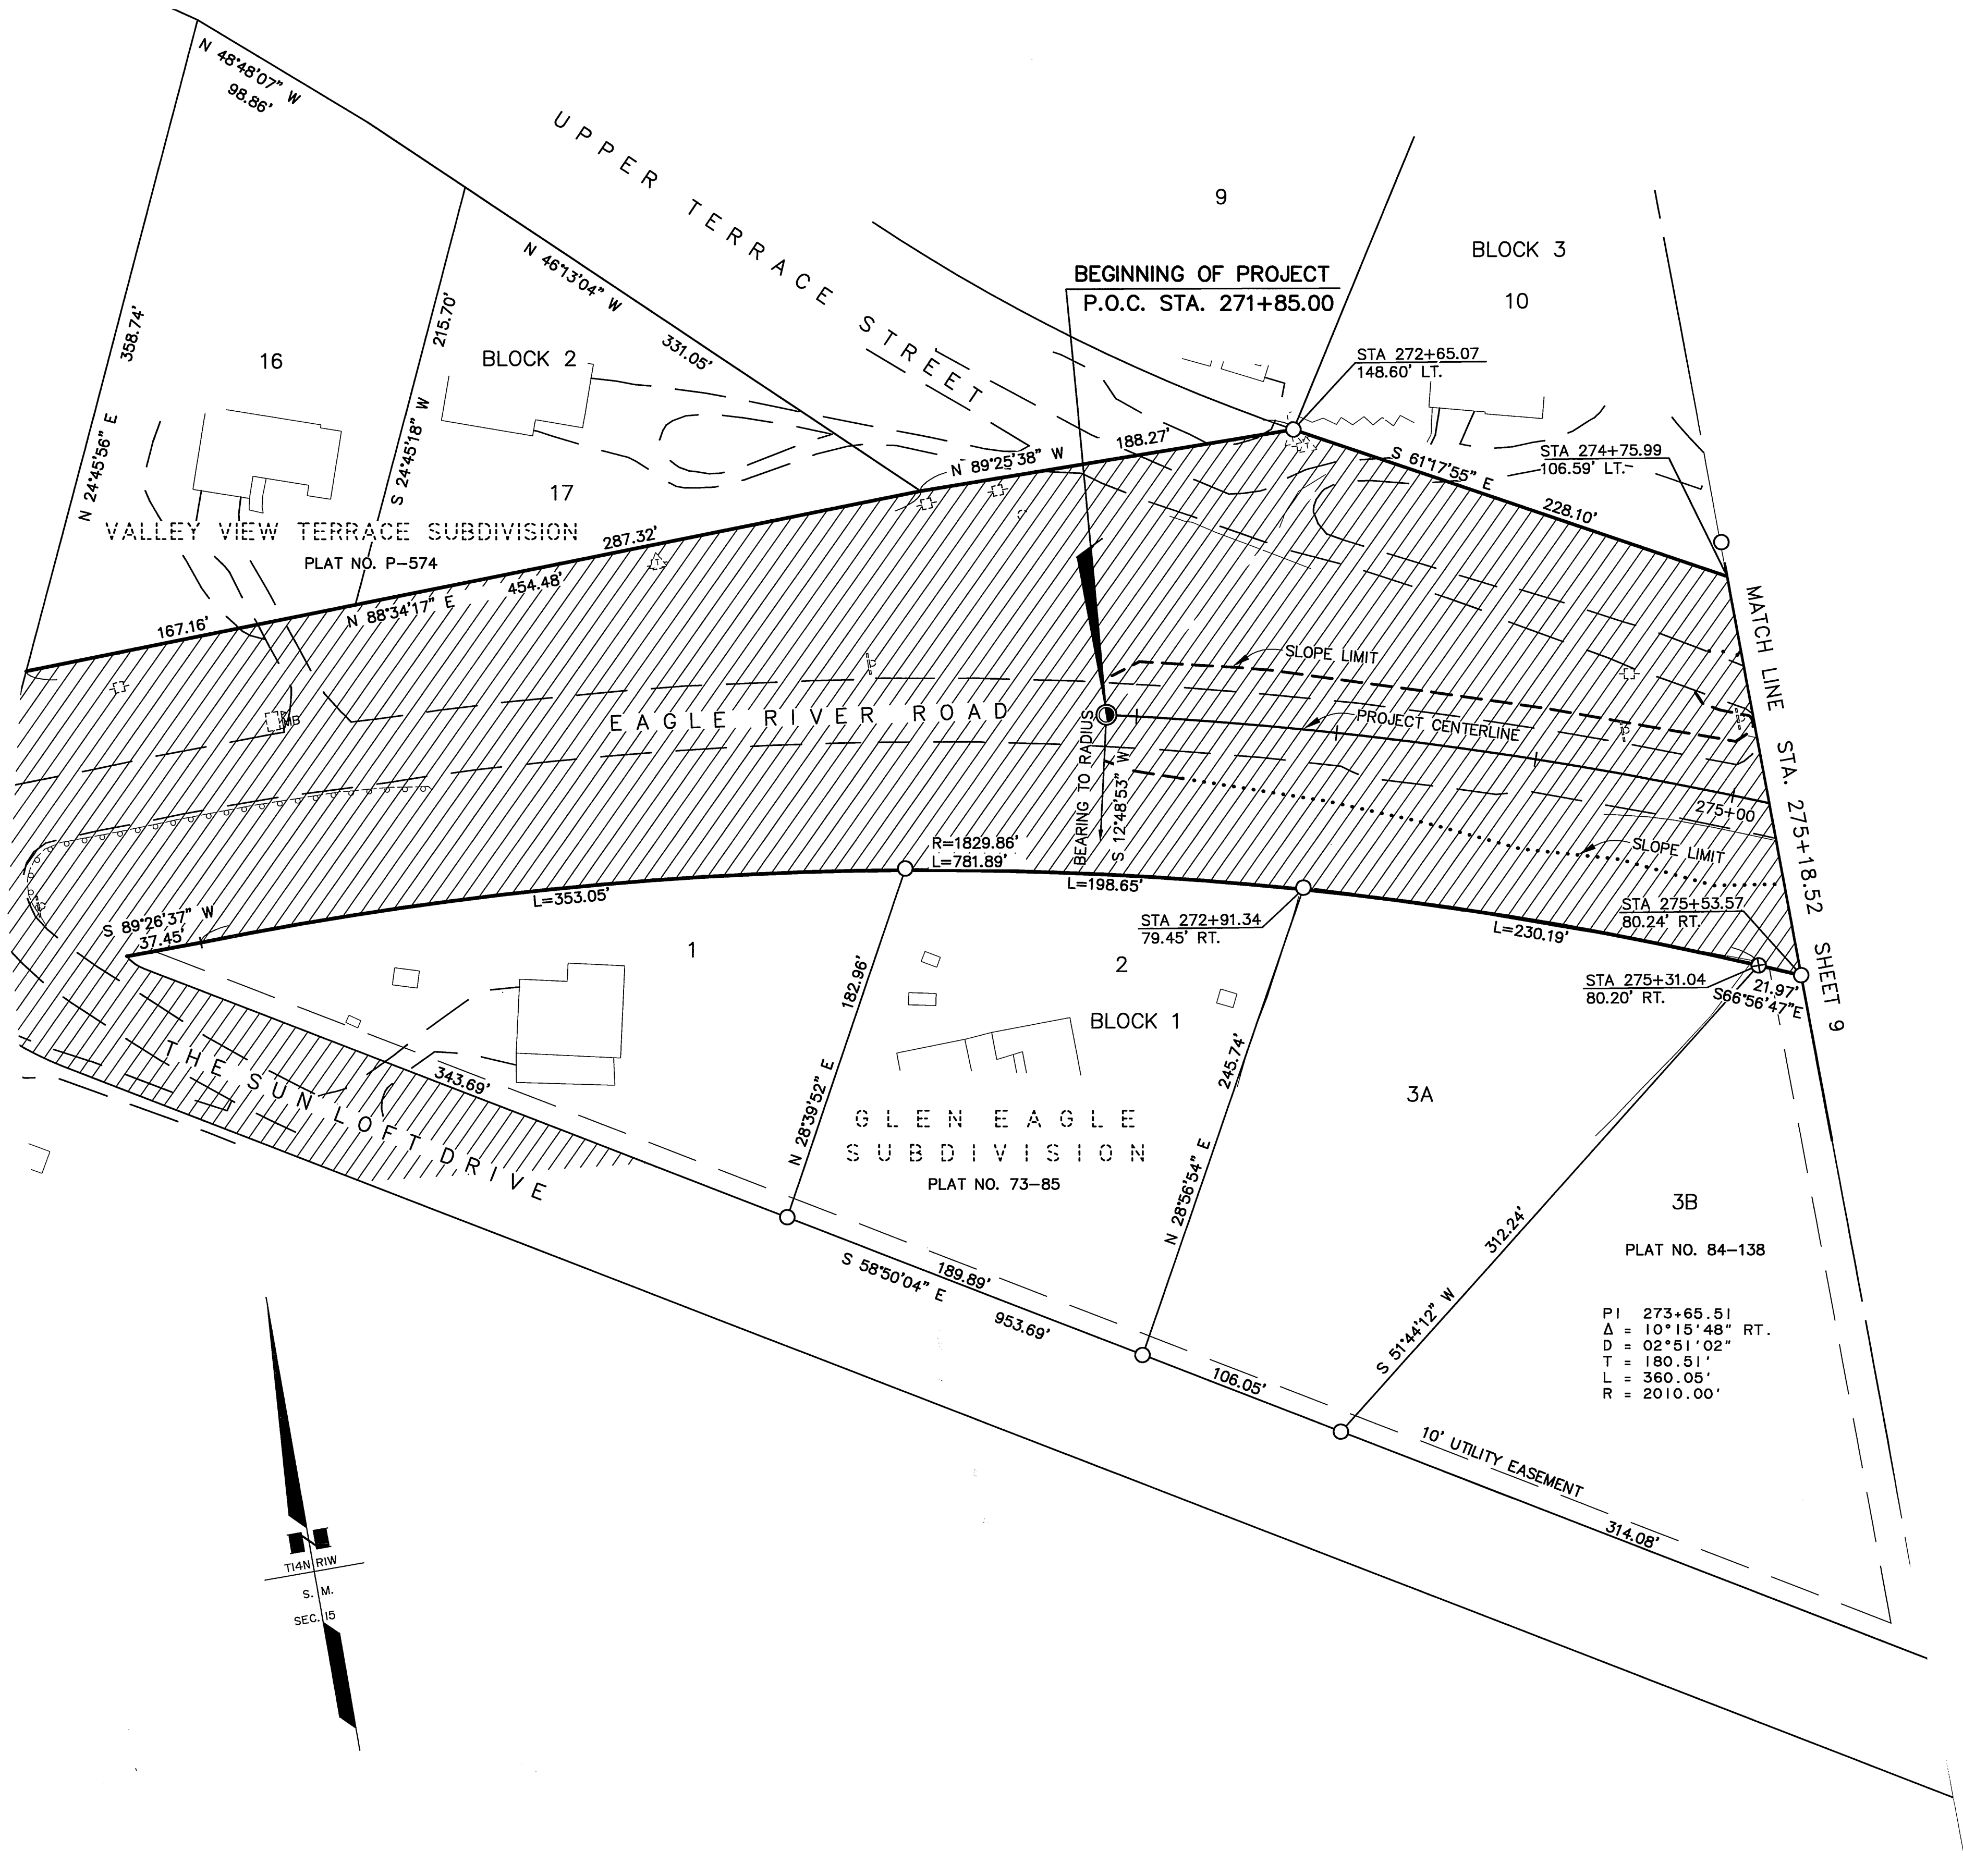 N 48°48'07" W
98.86'
UPPER TERRACE STREET
9
BLOCK 3
10
BEGINNING OF PROJECT
P.O.C. STA. 271+85.00
N 46°13'04" W
331.05'
358.74'
N 24°45'56" E
215.70'
S 24°45'18" W
16
BLOCK 2
17
STA 272+65.07
148.60' LT.
STA 274+75.99
106.59' LT.
188.27'
N 89°25'38" W
S 61°17'55" E
228.10'
VALLEY VIEW TERRACE SUBDIVISION
PLAT NO. P-574
287.32'
454.48'
N 88°34'17" E
167.16'
MATCH LINE STA. 275+18.52 SHEET 9
SLOPE LIMIT
EAGLE RIVER ROAD
MB
PROJECT CENTERLINE
BEARING TO RADIUS
S 12°48'53" W
275+00
SLOPE LIMIT
R=1829.86'
L=781.89'
L=353.05'
L=198.65'
STA 272+91.34
79.45' RT.
L=230.19'
STA 275+53.57
80.24' RT.
S 89°26'37" W
37.45'
STA 275+31.04
80.20' RT.
21.97'
S66°56'47"E
1
2
182.96'
N 28°39'52" E
BLOCK 1
245.74'
N 28°56'54" E
3A
THE SUN LOFT DRIVE
343.69'
GLEN EAGLE
SUBDIVISION
PLAT NO. 73-85
3B
PLAT NO. 84-138
312.24'
S 51°44'12" W
189.89'
S 58°50'04" E
953.69'
106.05'
PI 273+65.51
Δ = 10°15'48" RT.
D = 02°51'02"
T = 180.51'
L = 360.05'
R = 2010.00'
10' UTILITY EASEMENT
314.08'
N
T14N R1W
S. M.
SEC. 15